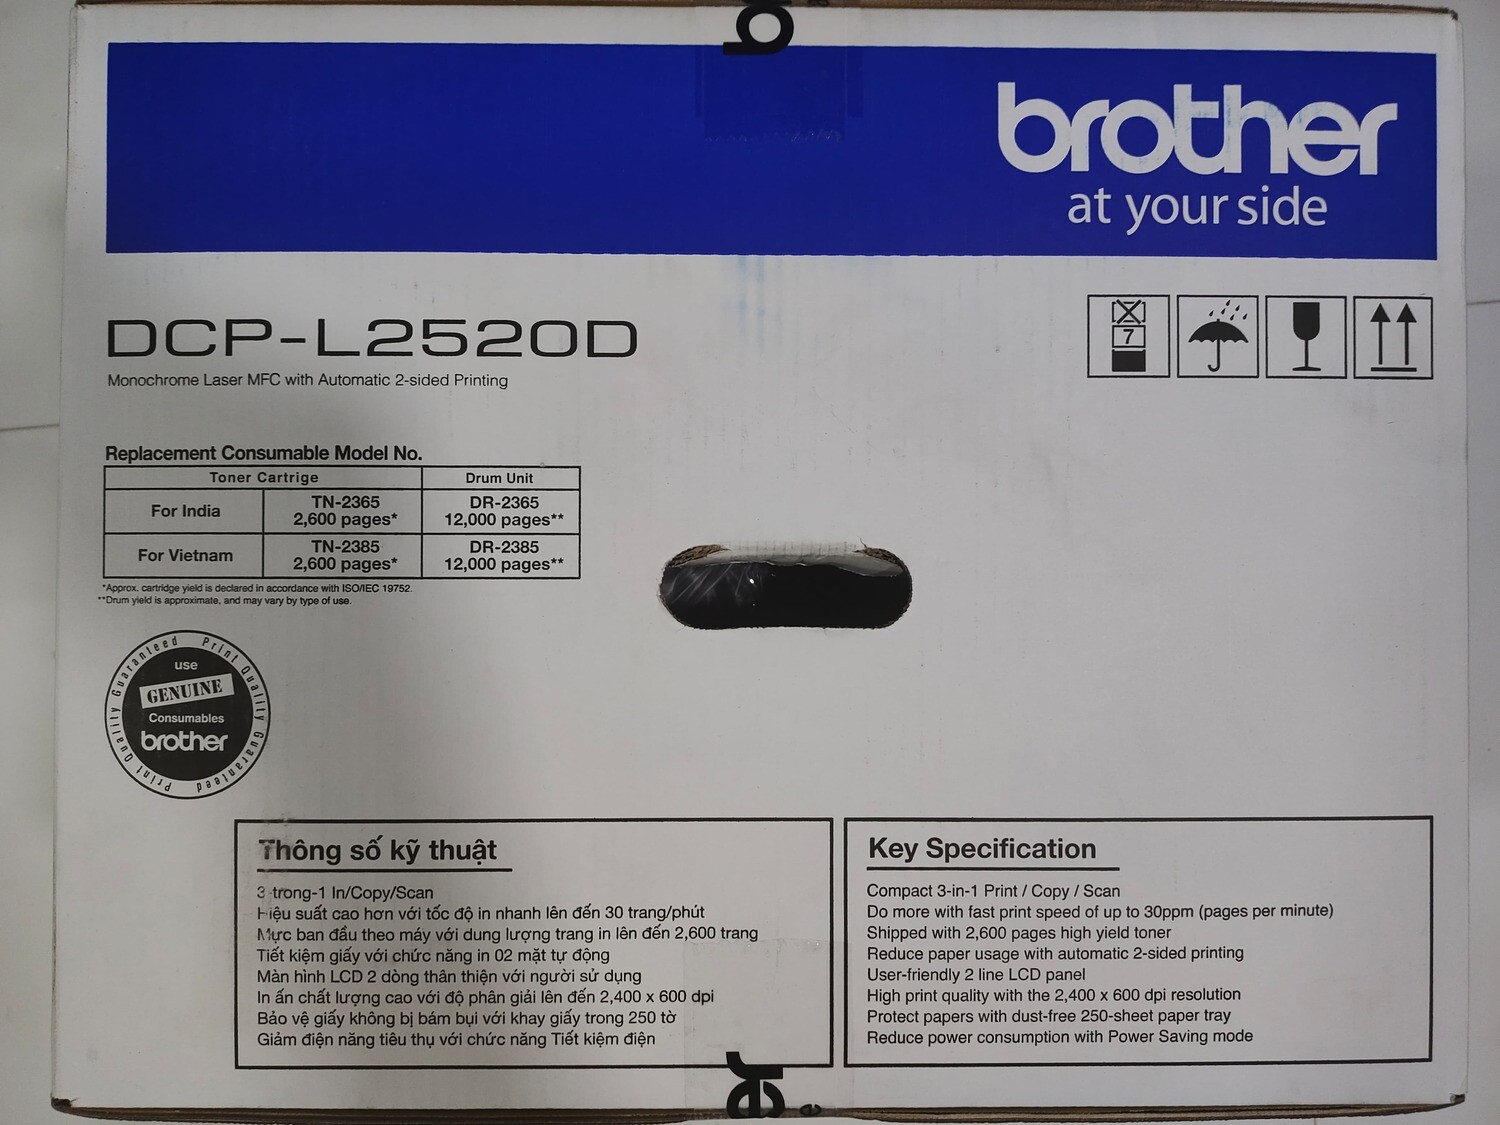 b
brother
at your side
DCP-L2520D
Monochrome Laser MFC with Automatic 2-sided Printing
7
Replacement Consumable Model No.
Toner Cartrige Drum Unit
For India TN-2365 2,600 pages* DR-2365 12,000 pages**
For Vietnam TN-2385 2,600 pages* DR-2385 12,000 pages**
*Approx. cartridge yield is declared in accordance with ISO/IEC 19752.
**Drum yield is approximate, and may vary by type of use.
Print Quality Guaranteed Print Quality Guaranteed
use
GENUINE
Consumables
brother
Thông số kỹ thuật
3-trong-1 In/Copy/Scan
Hiệu suất cao hơn với tốc độ in nhanh lên đến 30 trang/phút
Mực ban đầu theo máy với dung lượng trang in lên đến 2,600 trang
Tiết kiệm giấy với chức năng in 02 mặt tự động
Màn hình LCD 2 dòng thân thiện với người sử dụng
In ấn chất lượng cao với độ phân giải lên đến 2,400 x 600 dpi
Bảo vệ giấy không bị bám bụi với khay giấy trong 250 tờ
Giảm điện năng tiêu thụ với chức năng Tiết kiệm điện
Key Specification
Compact 3-in-1 Print / Copy / Scan
Do more with fast print speed of up to 30ppm (pages per minute)
Shipped with 2,600 pages high yield toner
Reduce paper usage with automatic 2-sided printing
User-friendly 2 line LCD panel
High print quality with the 2,400 x 600 dpi resolution
Protect papers with dust-free 250-sheet paper tray
Reduce power consumption with Power Saving mode
er